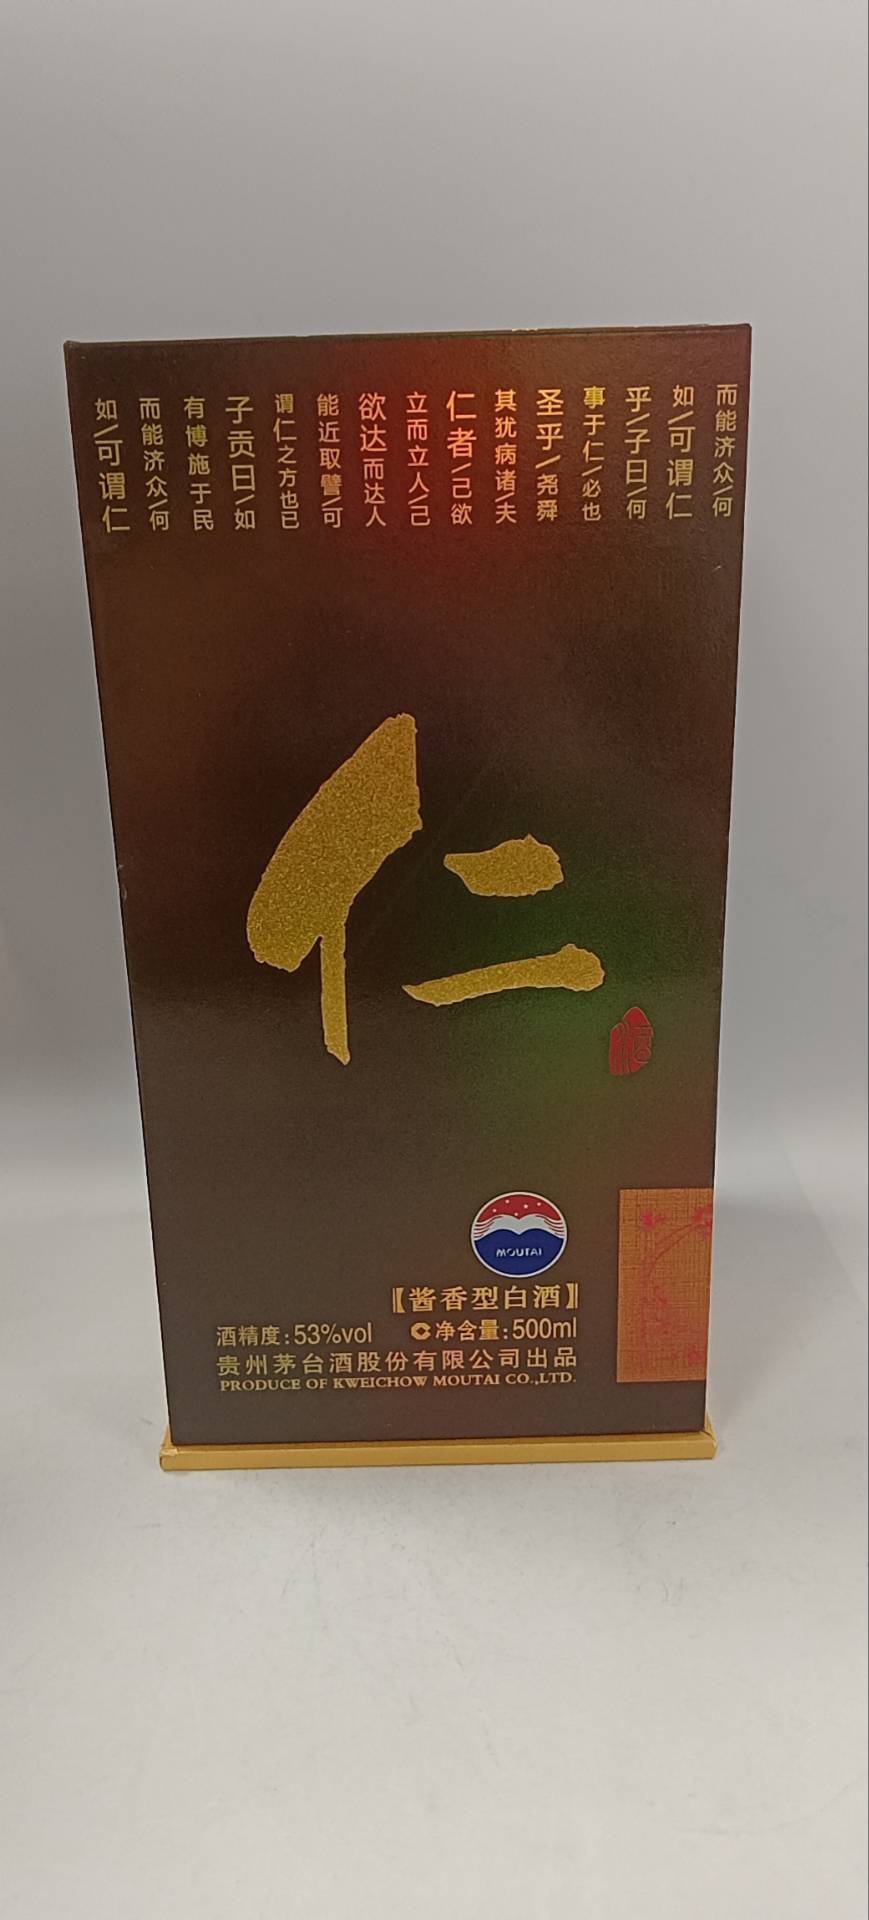 如\可谓仁
而能济众\何
有博施于民
子贡曰\如
谓仁之方也已
能近取譬\可
欲达而达人
立而立人/己
仁者/己欲
其犹病诸\夫
圣乎/尧舜
事于仁/必也
乎\子曰\何
如\可谓仁
而能济众\何
仁
酒
MOUTAI
【酱香型白酒】
酒精度:53%vol 净含量:500ml
贵州茅台酒股份有限公司出品
PRODUCE OF KWEICHOW MOUTAI CO.,LTD.